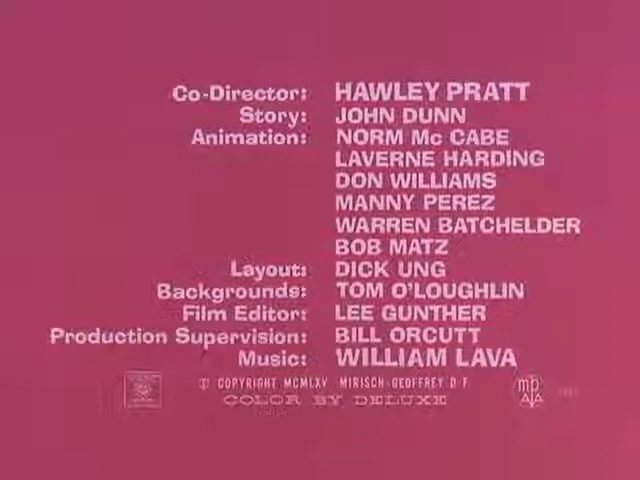 Co-Director: HAWLEY PRATT
Story: JOHN DUNN
Animation: NORM Mc CABE
LAVERNE HARDING
DON WILLIAMS
MANNY PEREZ
WARREN BATCHELDER
BOB MATZ
Layout: DICK UNG
Backgrounds: TOM O'LOUGHLIN
Film Editor: LEE GUNTHER
Production Supervision: BILL ORCUTT
Music: WILLIAM LAVA
© COPYRIGHT MCMLXV MIRISCH-GEOFFREY D F
COLOR BY DELUXE
mp
AA